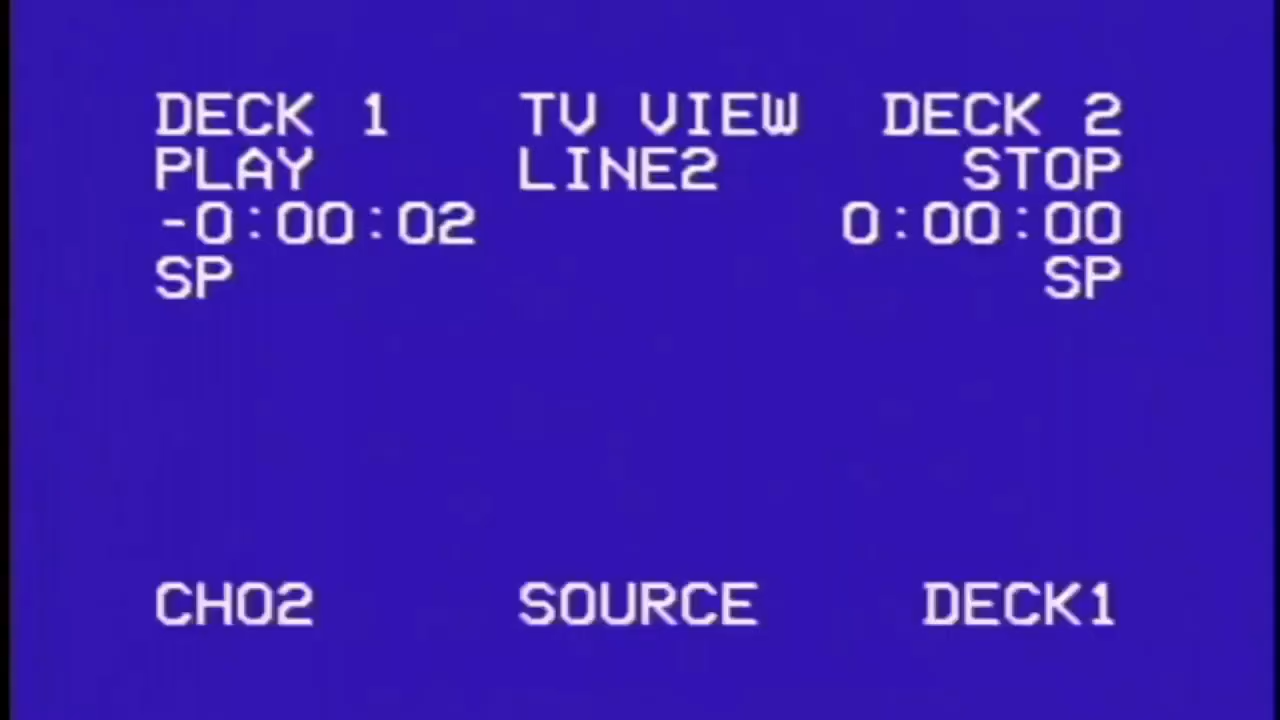 DECK 1 TV VIEW DECK 2
PLAY LINE2 STOP
-0:00:02 0:00:00
SP SP
CH02 SOURCE DECK1